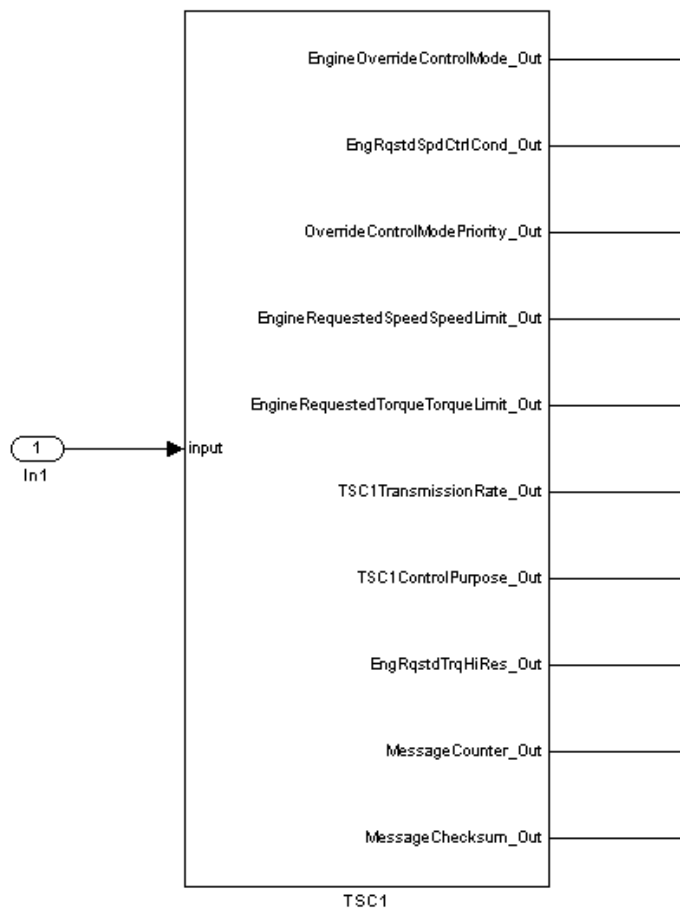 EngineOverrideControlMode_Out
EngRqstdSpdCtrlCond_Out
OverrideControlModePriority_Out
EngineRequestedSpeedSpeedLimit_Out
EngineRequestedTorqueTorqueLimit_Out
1
input
In1
TSC1TransmissionRate_Out
TSC1ControlPurpose_Out
EngRqstdTrqHiRes_Out
MessageCounter_Out
MessageChecksum_Out
TSC1